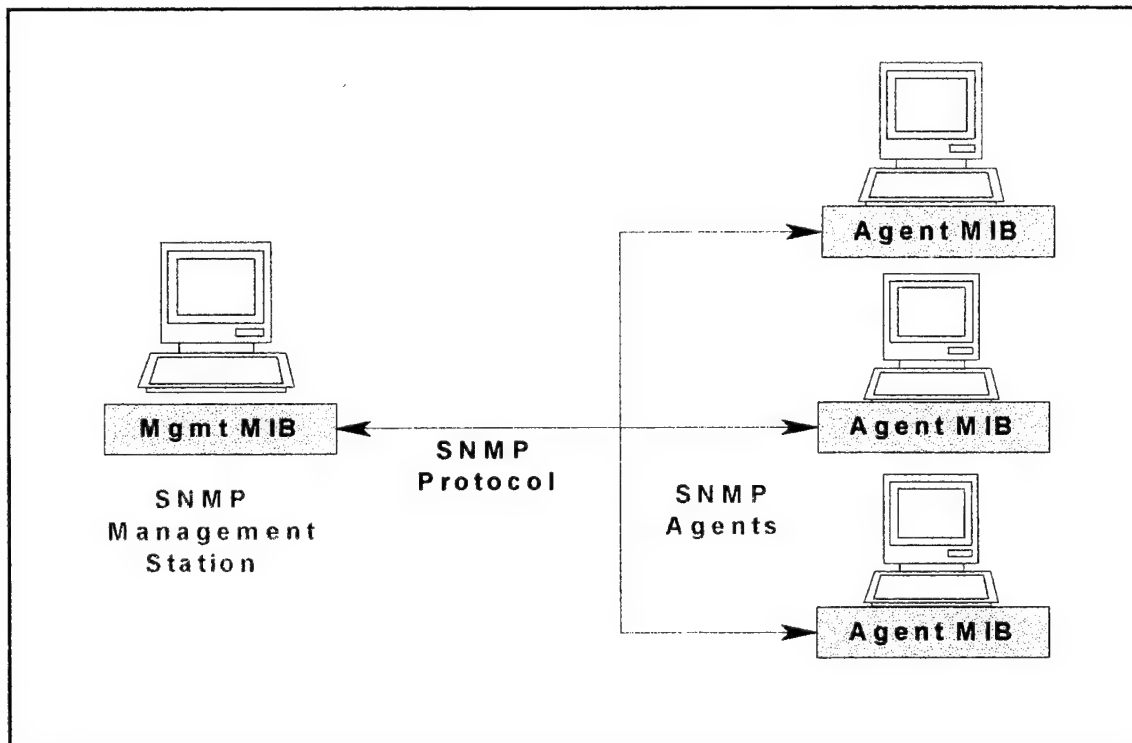 Agent MIB
Agent MIB
Mgmt MIB
SNMP
Protocol
SNMP
Management
Station
SNMP
Agents
Agent MIB